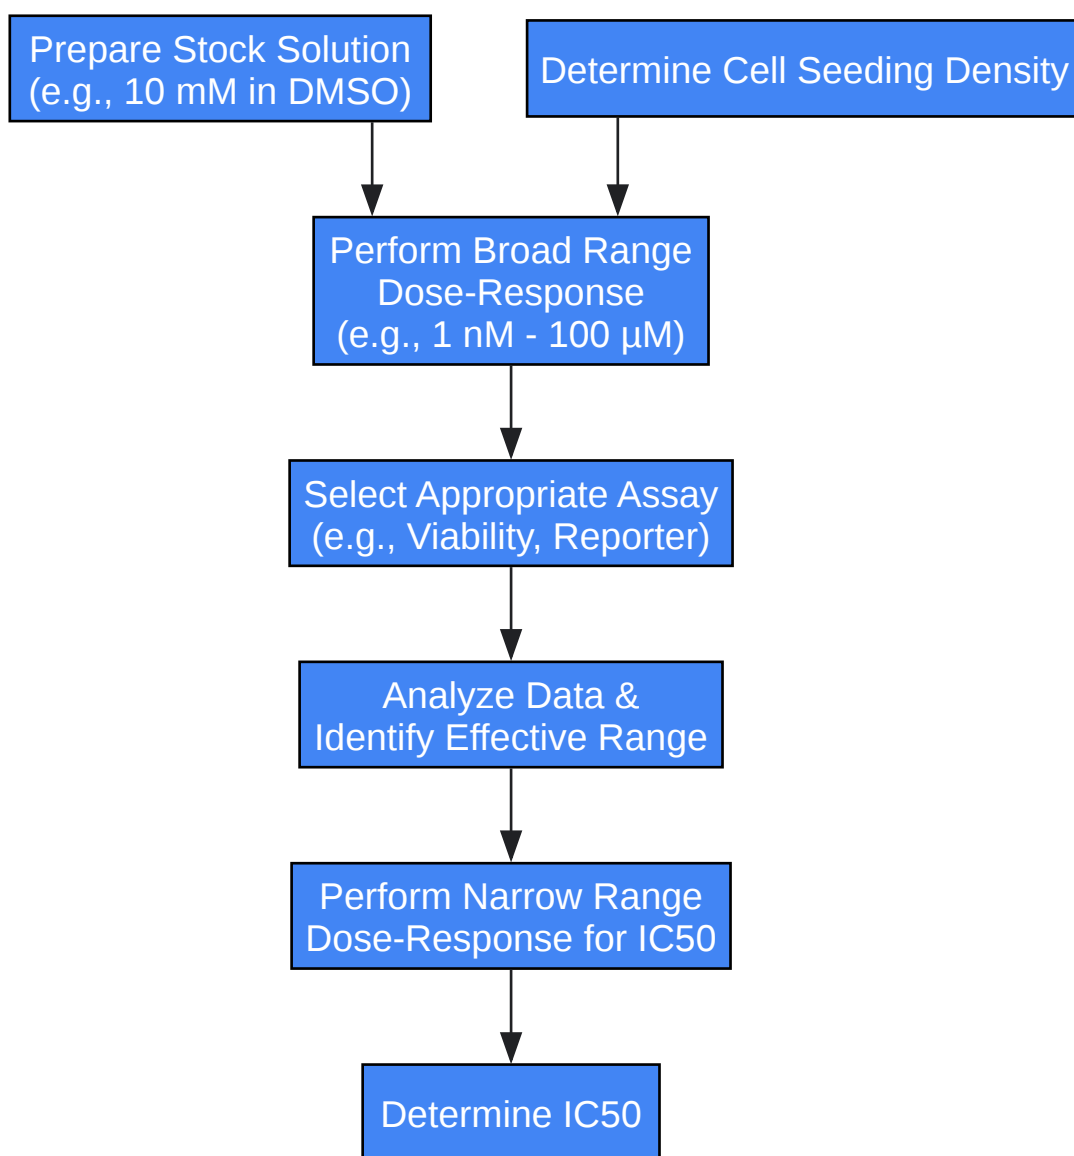 Prepare Stock Solution
(e.g., 10 mM in DMSO)
Determine Cell Seeding Density
Perform Broad Range
Dose-Response
(e.g., 1 nM - 100 µM)
Select Appropriate Assay
(e.g., Viability, Reporter)
Analyze Data &
Identify Effective Range
Perform Narrow Range
Dose-Response for IC50
Determine IC50